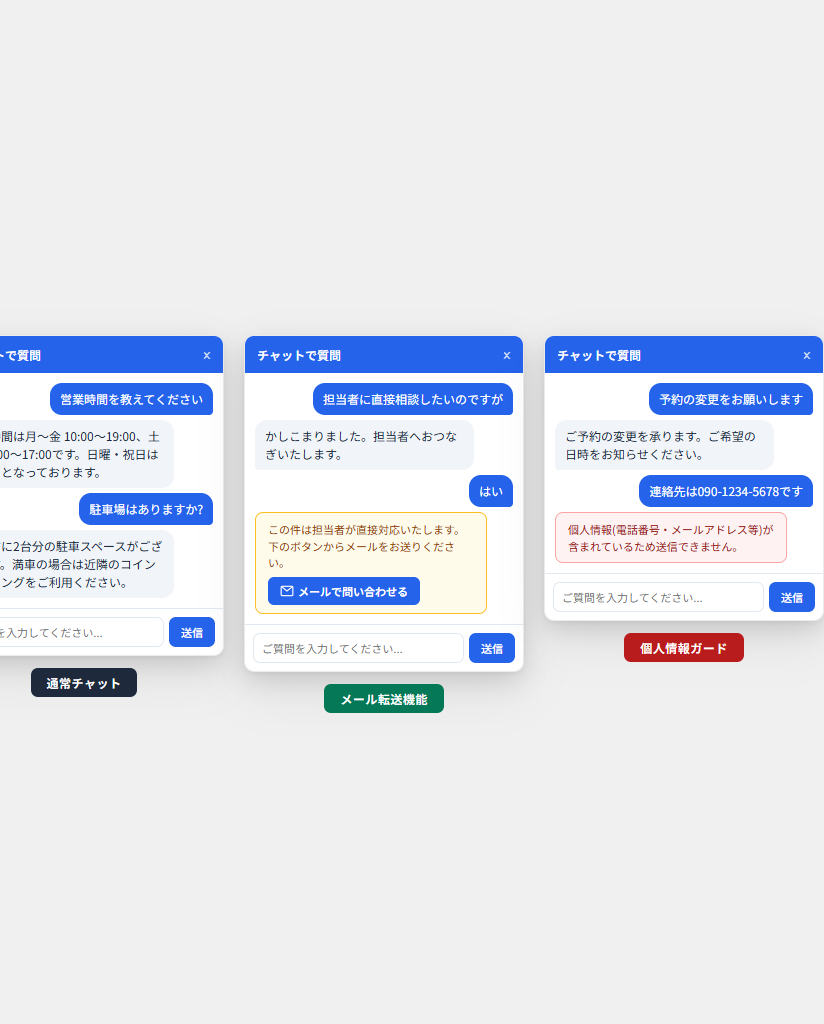 トで質問
×
営業時間を教えてください
間は月〜金 10:00〜19:00、土
00〜17:00です。日曜・祝日は
となっております。
駐車場はありますか?
に2台分の駐車スペースがござ
。満車の場合は近隣のコイン
ングをご利用ください。
入力してください...
送信
通常チャット
チャットで質問
×
担当者に直接相談したいのですが
かしこまりました。担当者へおつな
ぎいたします。
はい
この件は担当者が直接対応いたします。
下のボタンからメールをお送りくださ
い。
メールで問い合わせる
ご質問を入力してください...
送信
メール転送機能
チャットで質問
×
予約の変更をお願いします
ご予約の変更を承ります。ご希望の
日時をお知らせください。
連絡先は090-1234-5678です
個人情報(電話番号・メールアドレス等)が
含まれているため送信できません。
ご質問を入力してください...
送信
個人情報ガード